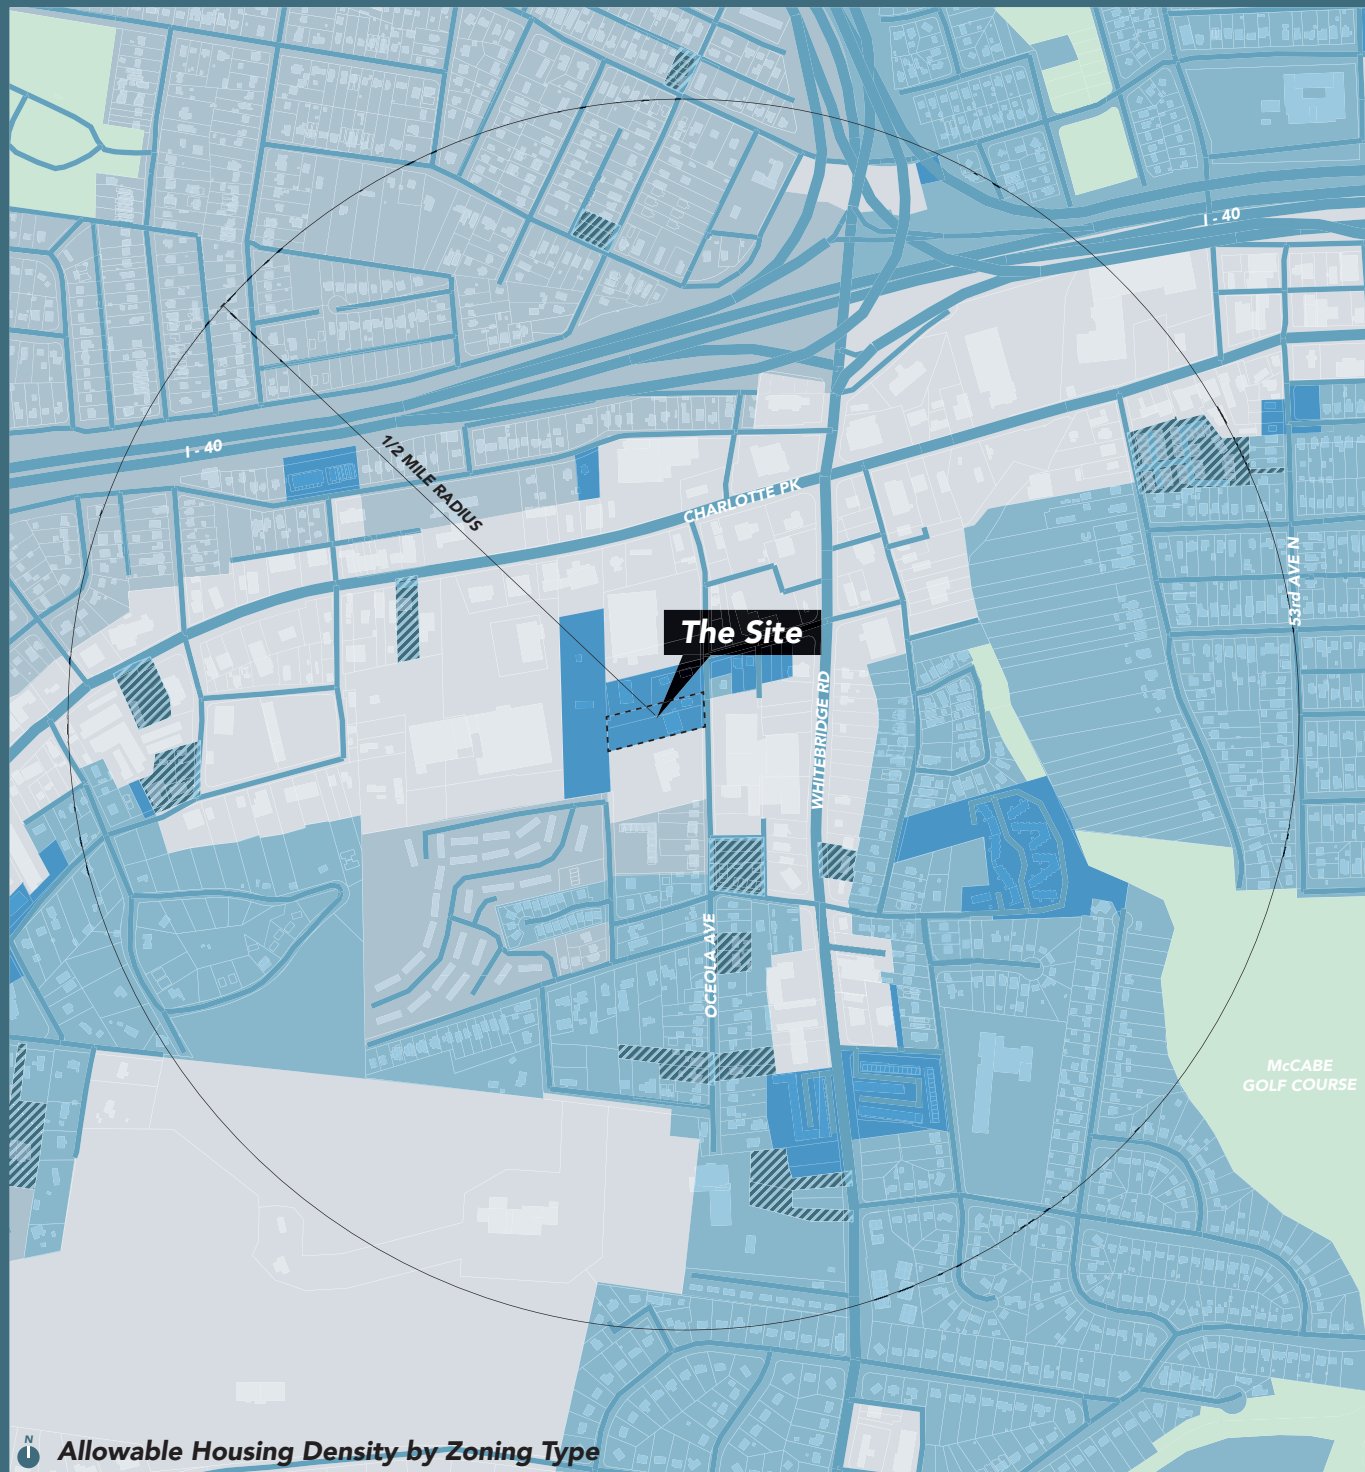 I - 40
I - 40
1/2 MILE RADIUS
CHARLOTTE PK
53rd AVE N
The Site
WHITEBRIDGE RD
OCEOLA AVE
McCABE
GOLF COURSE
N
Allowable Housing Density by Zoning Type